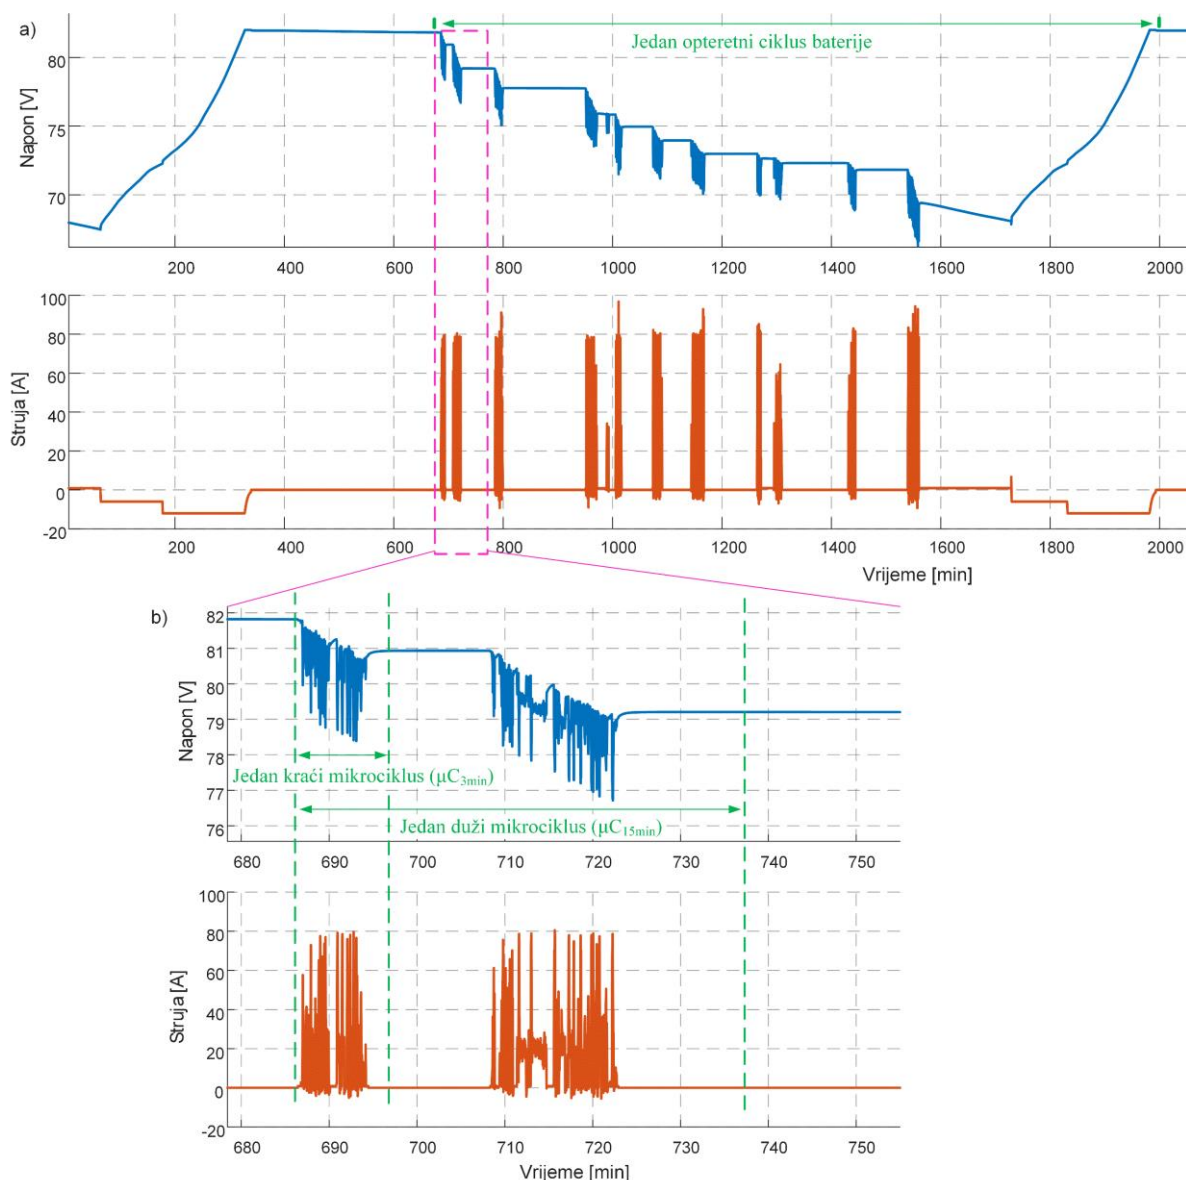 a)
Jedan opteretni ciklus baterije
Napon [V]
80
75
70
200 400 600 800 1000 1200 1400 1600 1800 2000
Struja [A]
100
80
60
40
20
0
-20
200 400 600 800 1000 1200 1400 1600 1800 2000
Vrijeme [min]
b)
Napon [V]
82
81
80
79
78
77
76
Jedan kraći mikrociklus (μC3min)
Jedan duži mikrociklus (μC15min)
680 690 700 710 720 730 740 750
Struja [A]
100
80
60
40
20
0
-20
680 690 700 710 720 730 740 750
Vrijeme [min]